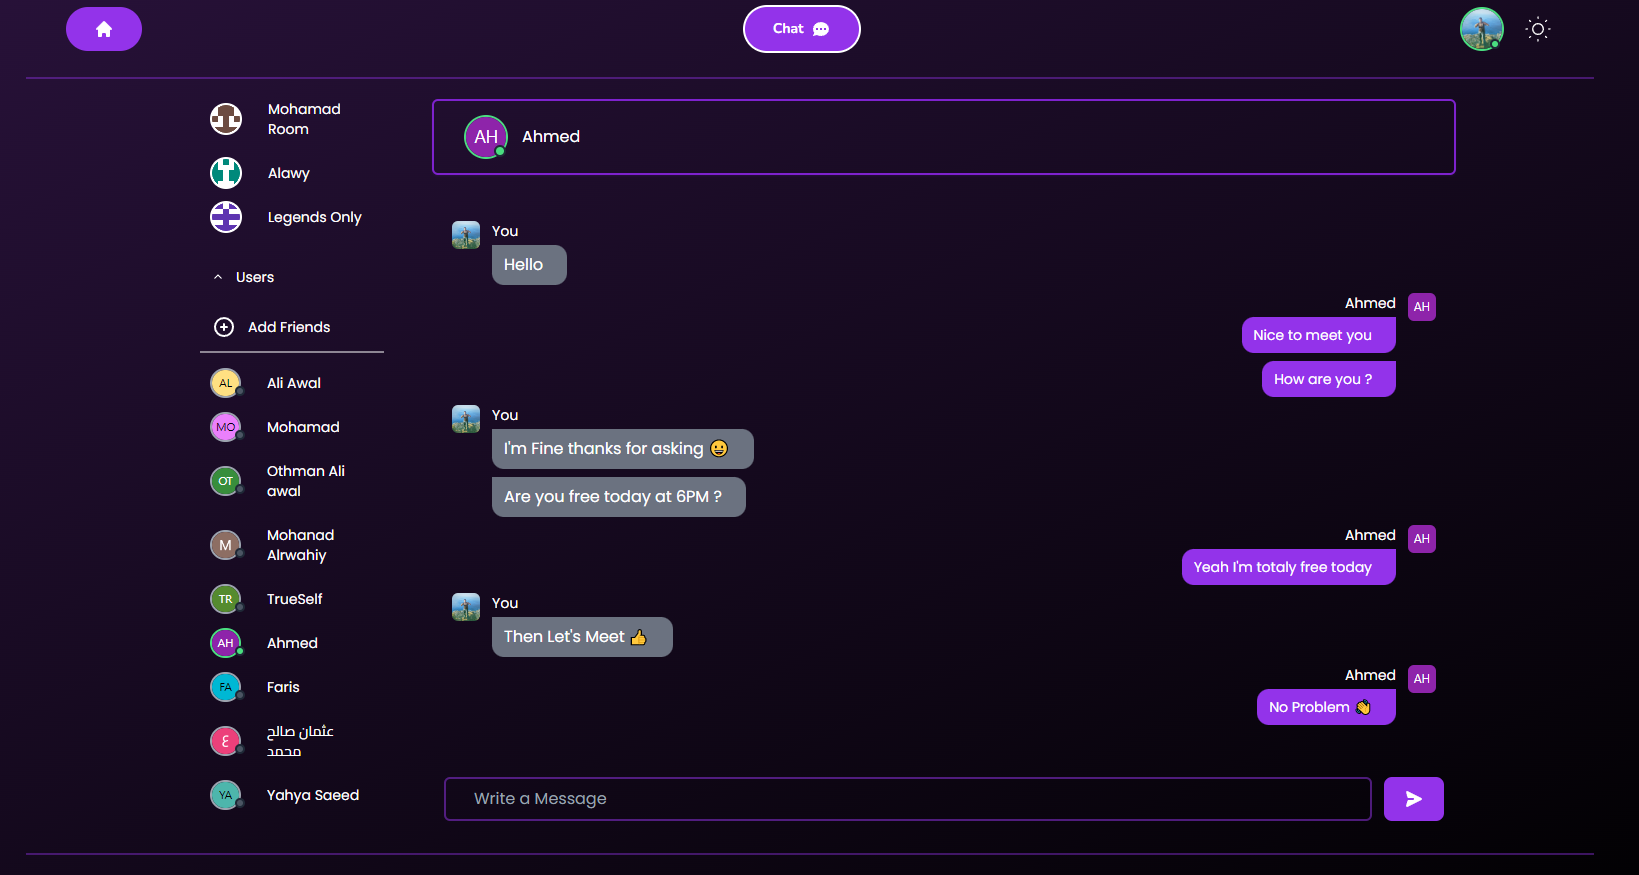 Chat
Mohamad
Room
Alawy
Legends Only
Users
Add Friends
AL
Ali Awal
MO
Mohamad
OT
Othman Ali
awal
M
Mohanad
Alrwahiy
TR
TrueSelf
AH
Ahmed
FA
Faris
ع
عثمان صالح
محمد
YA
Yahya Saeed
AH
Ahmed
You
Hello
Ahmed
AH
Nice to meet you
How are you ?
You
I'm Fine thanks for asking 😀
Are you free today at 6PM ?
Ahmed
AH
Yeah I'm totaly free today
You
Then Let's Meet 👍
Ahmed
AH
No Problem 👏
Write a Message